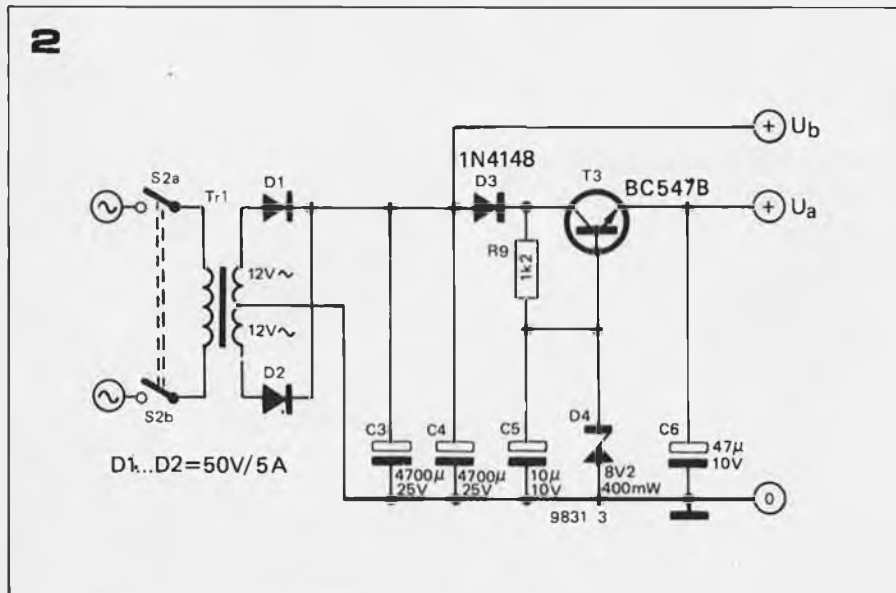 2
+ Ub
1N4148
S2a
Tr1
D1
D3
T3
BC547B
+ Ua
R9
1k2
12V~
12V~
D2
S2b
C3
C4
C5
D4
C6
D1...D2=50V/5A
4700µ
25V
4700µ
25V
10µ
10V
8V2
400mW
47µ
10V
0
9831 3